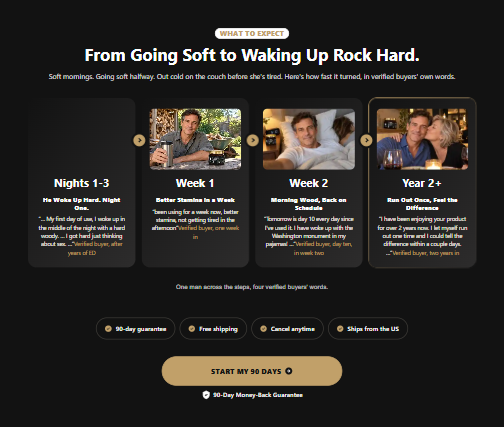 WHAT TO EXPECT
From Going Soft to Waking Up Rock Hard.
Soft mornings. Going soft halfway. Out cold on the couch before she's tired. Here's how fast it turned, in verified buyers' own words.
Nights 1-3
He Woke Up Hard. Night
One.
"... My first day of use, I woke up in
the middle of the night with a hard
woody. ... I got hard just thinking
about sex. ..."Verified buyer, after
years of ED
Week 1
Better Stamina in a Week
"been using for a week now, better
stamina, not getting tired in the
afternoon"Verified buyer, one week
in
Week 2
Morning Wood, Back on
Schedule
"Tomorrow is day 10 every day since
I've used it. I have woke up with the
Washington monument in my
pajamas! ..."Verified buyer, day ten,
in week two
Year 2+
Run Out Once, Feel the
Difference
"I have been enjoying your product
for over 2 years now. I let myself run
out one time and I could tell the
difference within a couple days.
..."Verified buyer, two years in
One man across the steps, four verified buyers' words.
90-day guarantee
Free shipping
Cancel anytime
Ships from the US
START MY 90 DAYS
90-Day Money-Back Guarantee